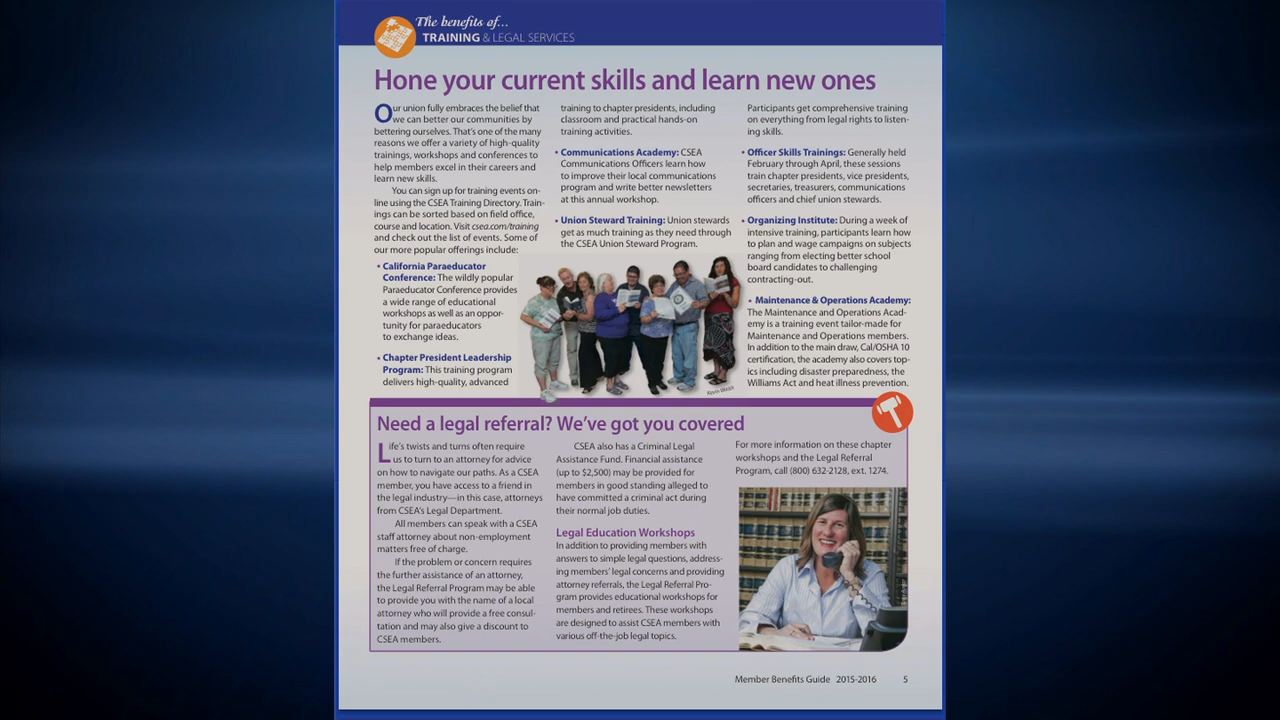 The benefits of...
TRAINING & LEGAL SERVICES
Hone your current skills and learn new ones
Our union fully embraces the belief that
we can better our communities by
bettering ourselves. That's one of the many
reasons we offer a variety of high-quality
trainings, workshops and conferences to
help members excel in their careers and
learn new skills.
You can sign up for training events on-
line using the CSEA Training Directory. Train-
ings can be sorted based on field office,
course and location. Visit csea.com/training
and check out the list of events. Some of
our more popular offerings include:
• California Paraeducator
Conference: The wildly popular
Paraeducator Conference provides
a wide range of educational
workshops as well as an oppor-
tunity for paraeducators
to exchange ideas.
• Chapter President Leadership
Program: This training program
delivers high-quality, advanced
training to chapter presidents, including
classroom and practical hands-on
training activities.
• Communications Academy: CSEA
Communications Officers learn how
to improve their local communications
program and write better newsletters
at this annual workshop.
• Union Steward Training: Union stewards
get as much training as they need through
the CSEA Union Steward Program.
Kevin Weeks
Participants get comprehensive training
on everything from legal rights to listen-
ing skills.
• Officer Skills Trainings: Generally held
February through April, these sessions
train chapter presidents, vice presidents,
secretaries, treasurers, communications
officers and chief union stewards.
• Organizing Institute: During a week of
intensive training, participants learn how
to plan and wage campaigns on subjects
ranging from electing better school
board candidates to challenging
contracting-out.
• Maintenance & Operations Academy:
The Maintenance and Operations Acad-
emy is a training event tailor-made for
Maintenance and Operations members.
In addition to the main draw, Cal/OSHA 10
certification, the academy also covers top-
ics including disaster preparedness, the
Williams Act and heat illness prevention.
Need a legal referral? We've got you covered
Life's twists and turns often require
us to turn to an attorney for advice
on how to navigate our paths. As a CSEA
member, you have access to a friend in
the legal industry—in this case, attorneys
from CSEA's Legal Department.
All members can speak with a CSEA
staff attorney about non-employment
matters free of charge.
If the problem or concern requires
the further assistance of an attorney,
the Legal Referral Program may be able
to provide you with the name of a local
attorney who will provide a free consul-
tation and may also give a discount to
CSEA members.
CSEA also has a Criminal Legal
Assistance Fund. Financial assistance
(up to $2,500) may be provided for
members in good standing alleged to
have committed a criminal act during
their normal job duties.
Legal Education Workshops
In addition to providing members with
answers to simple legal questions, address-
ing members' legal concerns and providing
attorney referrals, the Legal Referral Pro-
gram provides educational workshops for
members and retirees. These workshops
are designed to assist CSEA members with
various off-the-job legal topics.
For more information on these chapter
workshops and the Legal Referral
Program, call (800) 632-2128, ext. 1274.
Member Benefits Guide 2015-2016 5